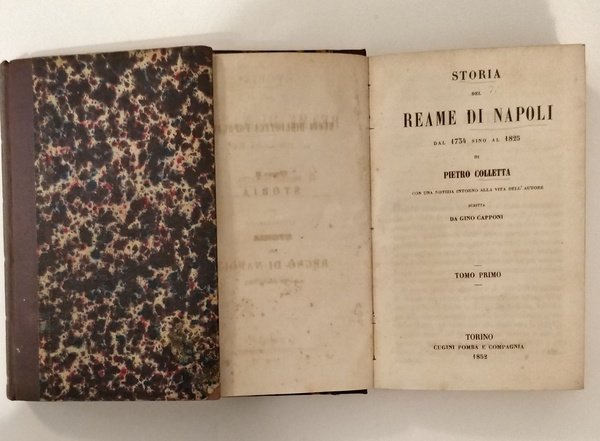 STORIA
DEL
REAME DI NAPOLI
DAL 1734 SINO AL 1825
DI
PIETRO COLLETTA
CON UNA NOTIZIA INTORNO ALLA VITA DELL' AUTORE
SCRITTA
DA GINO CAPPONI
TOMO PRIMO
TORINO
CUGINI POMBA E COMPAGNIA
1852